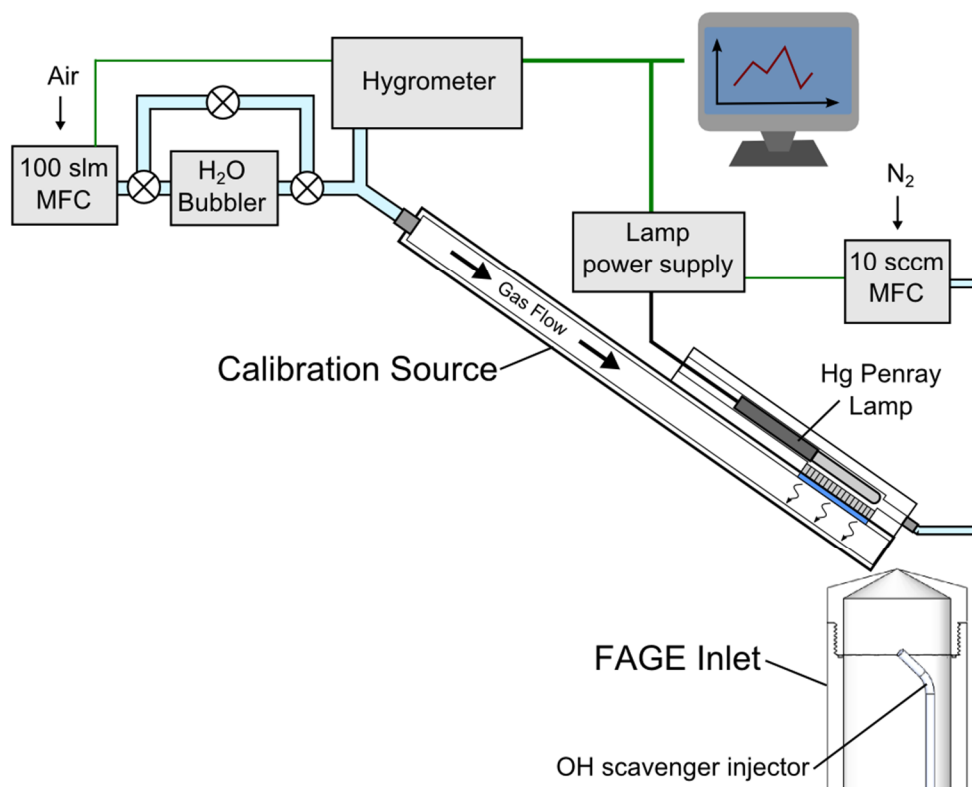 Air
100 slm
MFC
H₂O
Bubbler
Hygrometer
N₂
Lamp
power supply
10 sccm
MFC
Gas Flow
Calibration Source
Hg Penray
Lamp
FAGE Inlet
OH scavenger injector